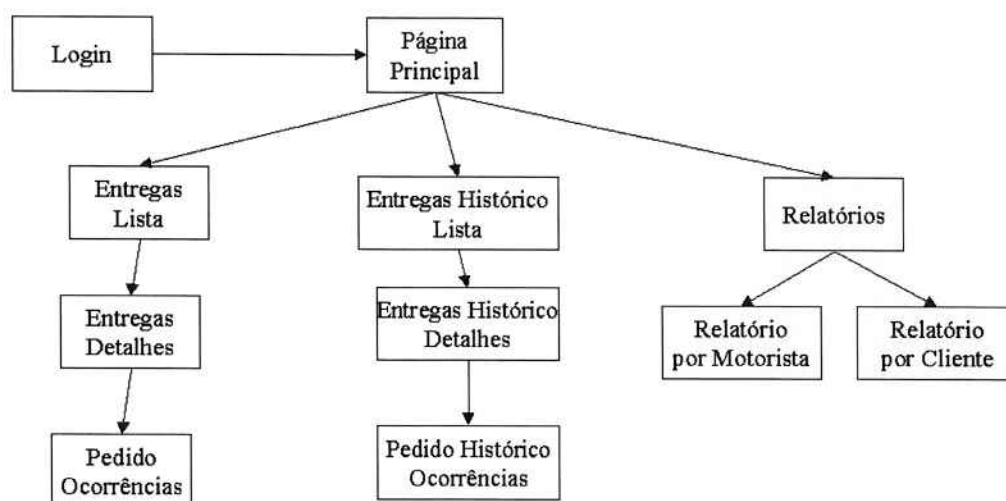 Login
Página
Principal
Entregas
Lista
Entregas Histórico
Lista
Relatórios
Entregas
Detalhes
Entregas Histórico
Detalhes
Relatório
por Motorista
Relatório
por Cliente
Pedido
Ocorrências
Pedido Histórico
Ocorrências